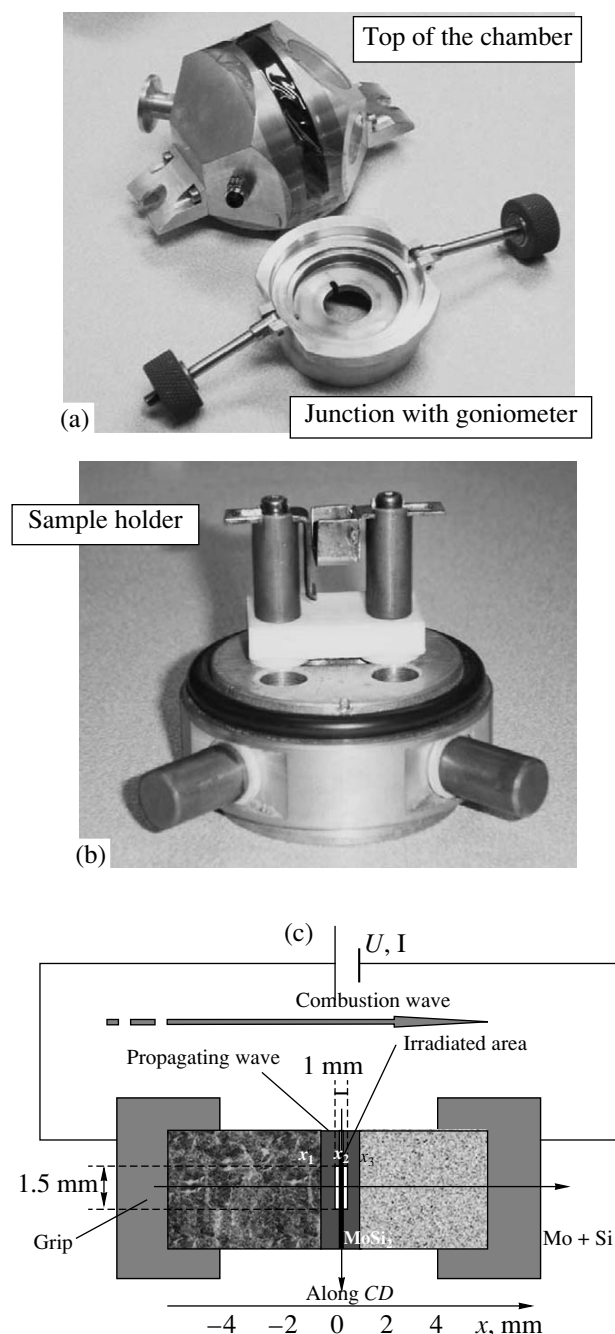 Top of the chamber
Junction with goniometer
(a)
Sample holder
(b)
(c)
U, I
Combustion wave
Propagating wave
Irradiated area
1 mm
x1
x2
x3
1.5 mm
Grip
MoSi2
Mo + Si
Along CD
−4 −2 0 2 4 x, mm